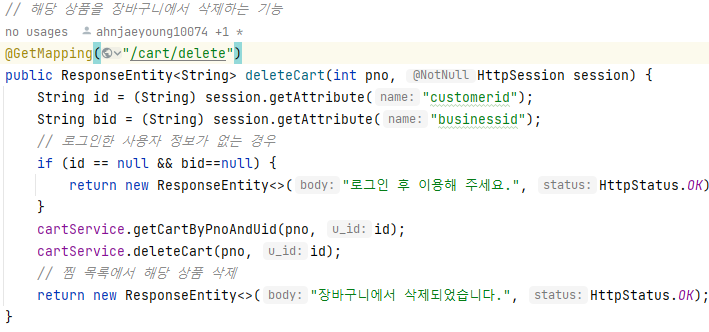 // 해당 상품을 장바구니에서 삭제하는 기능
no usages ahnjaeyoung10074 +1 *
@GetMapping("/cart/delete")
public ResponseEntity<String> deleteCart(int pno, @NotNull HttpSession session) {
String id = (String) session.getAttribute( name: "customerid");
String bid = (String) session.getAttribute( name: "businessid");
// 로그인한 사용자 정보가 없는 경우
if (id == null && bid==null) {
return new ResponseEntity<>( body: "로그인 후 이용해 주세요.", status: HttpStatus.OK)
}
cartService.getCartByPnoAndUid(pno, u_id: id);
cartService.deleteCart(pno, u_id: id);
// 찜 목록에서 해당 상품 삭제
return new ResponseEntity<>( body: "장바구니에서 삭제되었습니다.", status: HttpStatus.OK);
}